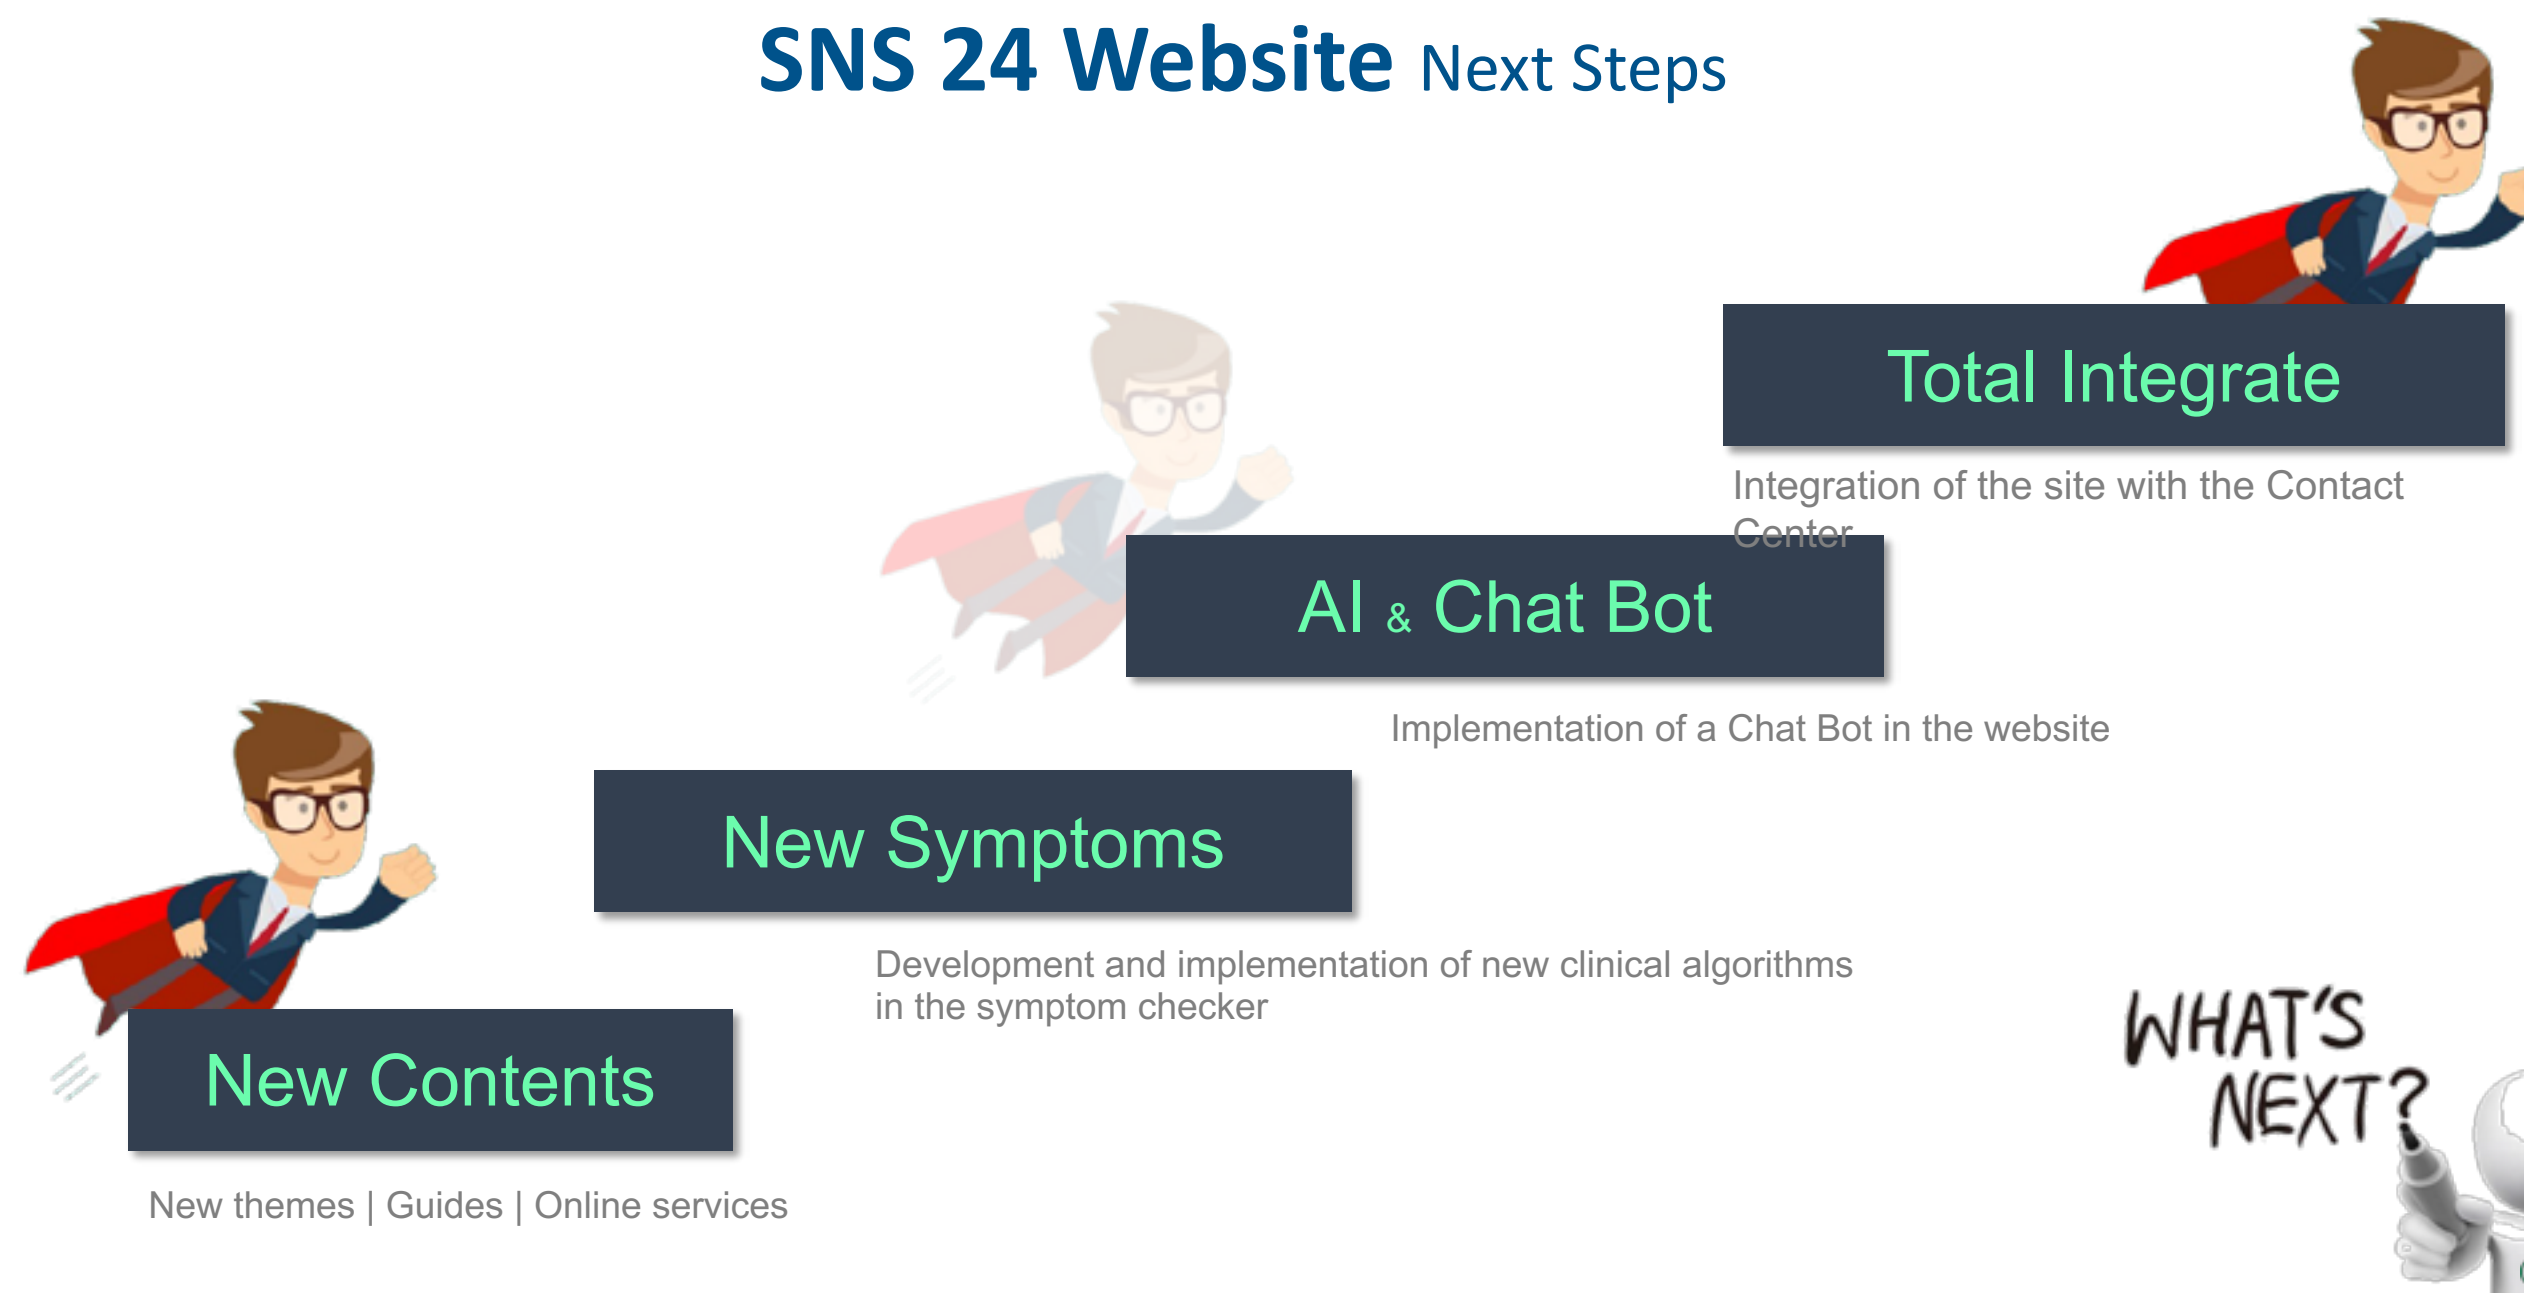 SNS 24 Website Next Steps
Total Integrate
Integration of the site with the Contact
Center
AI & Chat Bot
Implementation of a Chat Bot in the website
New Symptoms
Development and implementation of new clinical algorithms
in the symptom checker
New Contents
New themes | Guides | Online services
WHAT'S
NEXT?